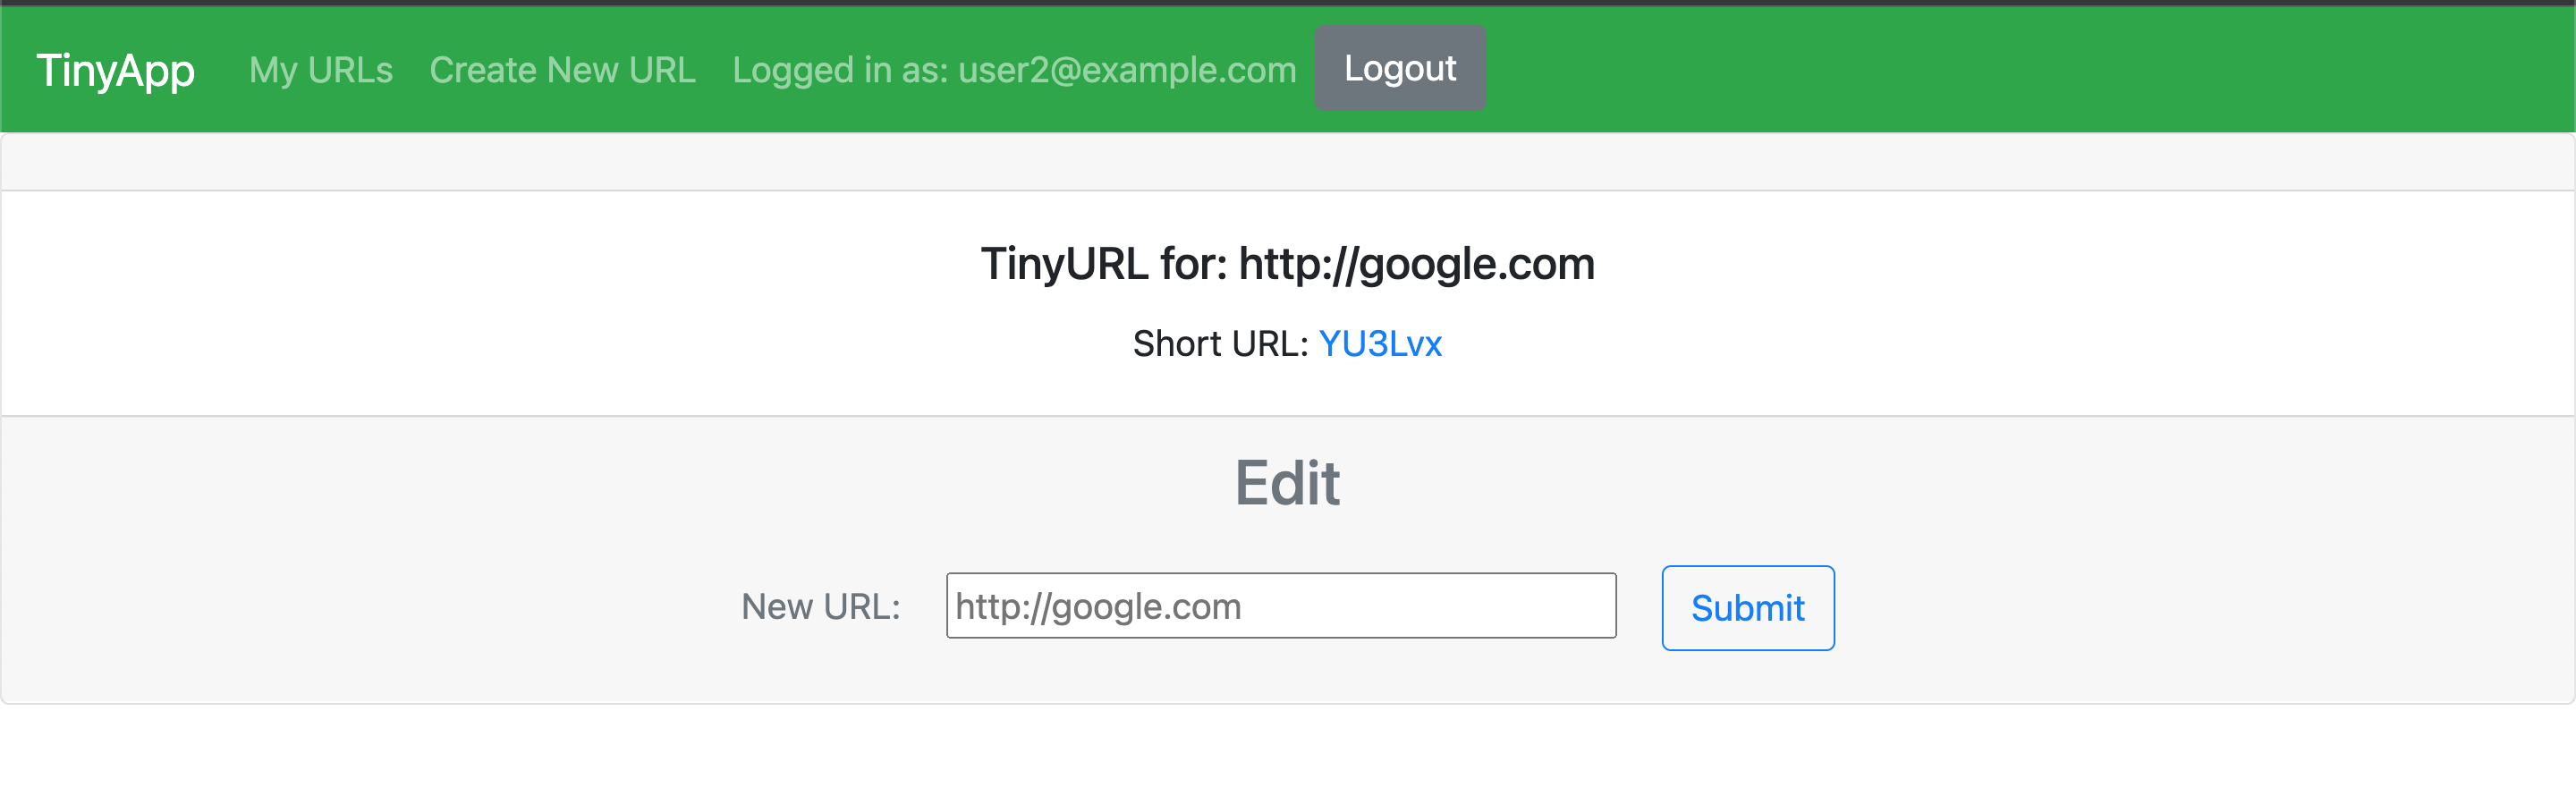 TinyApp My URLs Create New URL Logged in as: user2@example.com Logout
TinyURL for: http://google.com
Short URL: YU3Lvx
Edit
New URL: http://google.com Submit